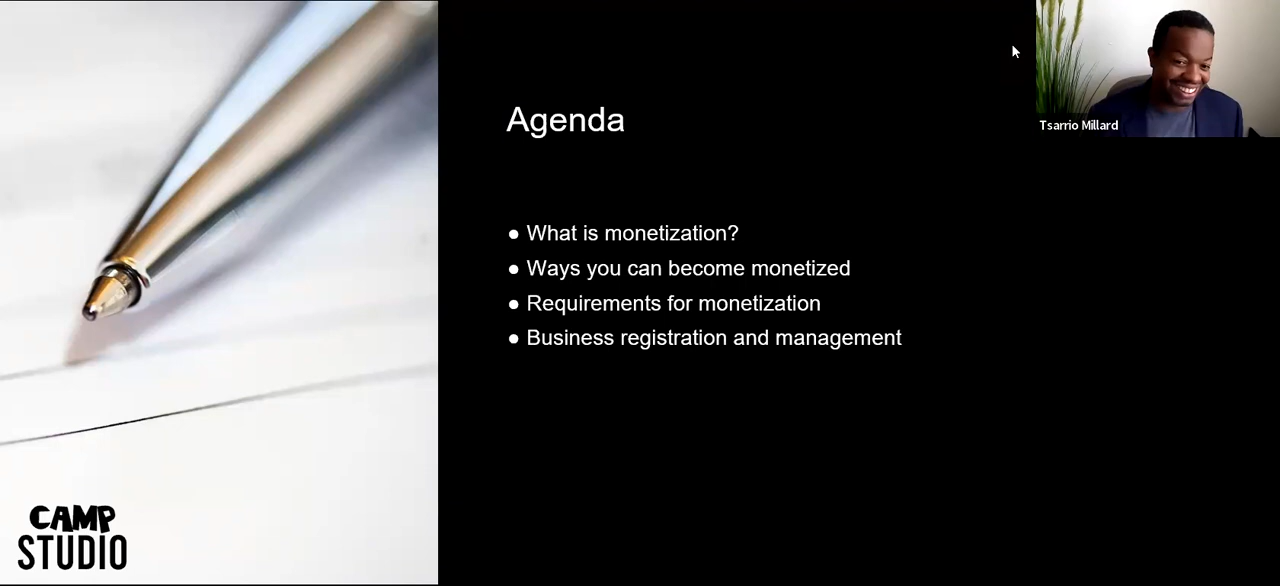 Agenda
Tsarrio Millard
● What is monetization?
● Ways you can become monetized
● Requirements for monetization
● Business registration and management
CAMP
STUDIO